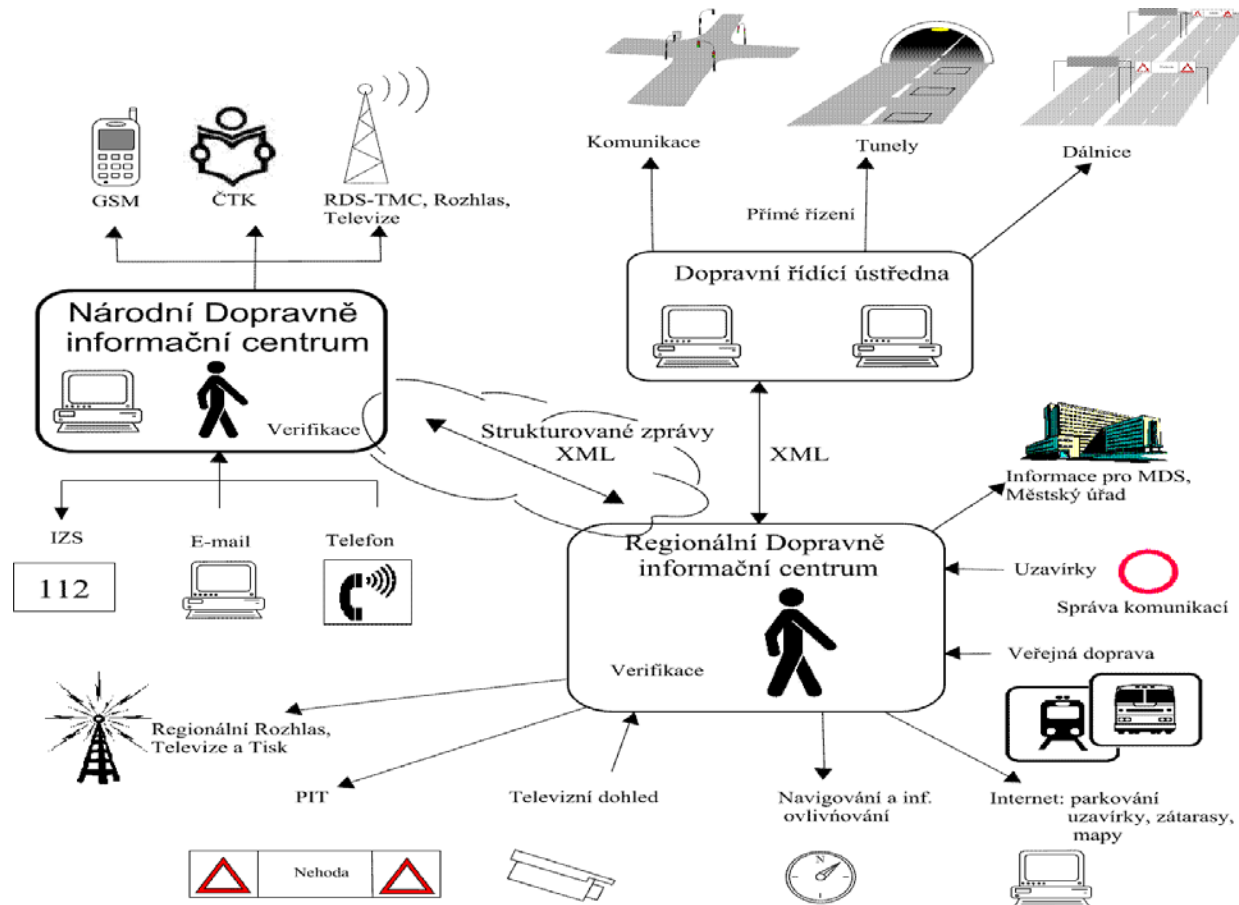 Komunikace
Tunely
Dálnice
GSM
ČTK
RDS-TMC, Rozhlas,
Televize
Přímé řízení
Dopravní řídící ústředna
Národní Dopravně
informační centrum
Verifikace
Strukturované zprávy
XML
XML
Informace pro MDS,
Městský úřad
IZS
E-mail
Telefon
112
Regionální Dopravně
informační centrum
Verifikace
Uzavírky
Správa komunikací
Veřejná doprava
Regionální Rozhlas,
Televize a Tisk
PIT
Televizní dohled
Navigování a inf.
ovlivńování
Internet: parkování
uzavírky, zátarasy,
mapy
Nehoda
N